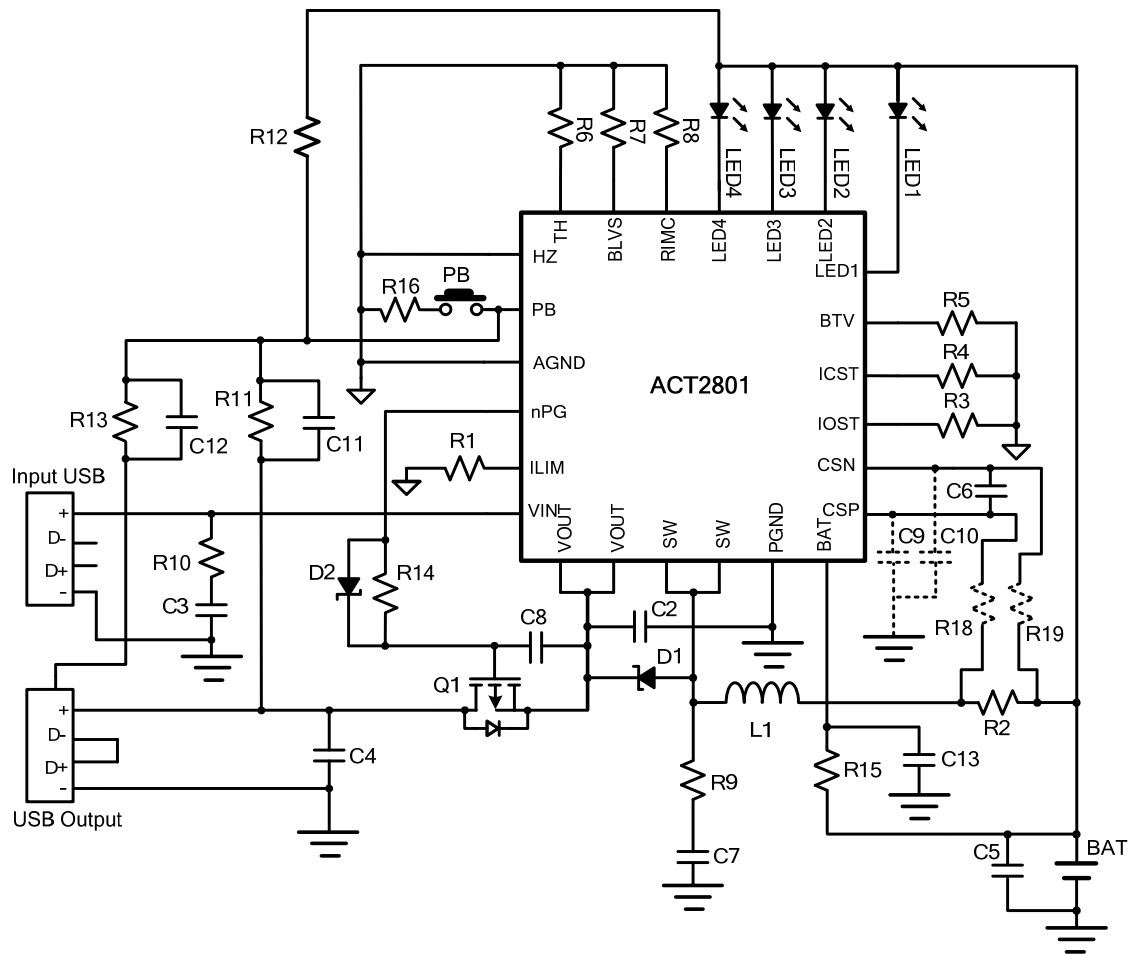 R12
R6
R7
R8
LED4
LED3
LED2
LED1
TH
BLVS
RIMC
LED4
LED3
LED2
LED1
HZ
R16
PB
PB
BTV
R5
AGND
ACT2801
ICST
R4
R13
C12
R11
C11
nPG
IOST
R3
R1
ILIM
CSN
C6
Input USB
+
D-
D+
-
VIN
VOUT
VOUT
SW
SW
PGND
BAT
CSP
C9
C10
R10
C3
D2
R14
C8
C2
R18
R19
D1
Q1
+
D-
D+
-
USB Output
C4
L1
R2
R9
R15
C13
C7
C5
BAT